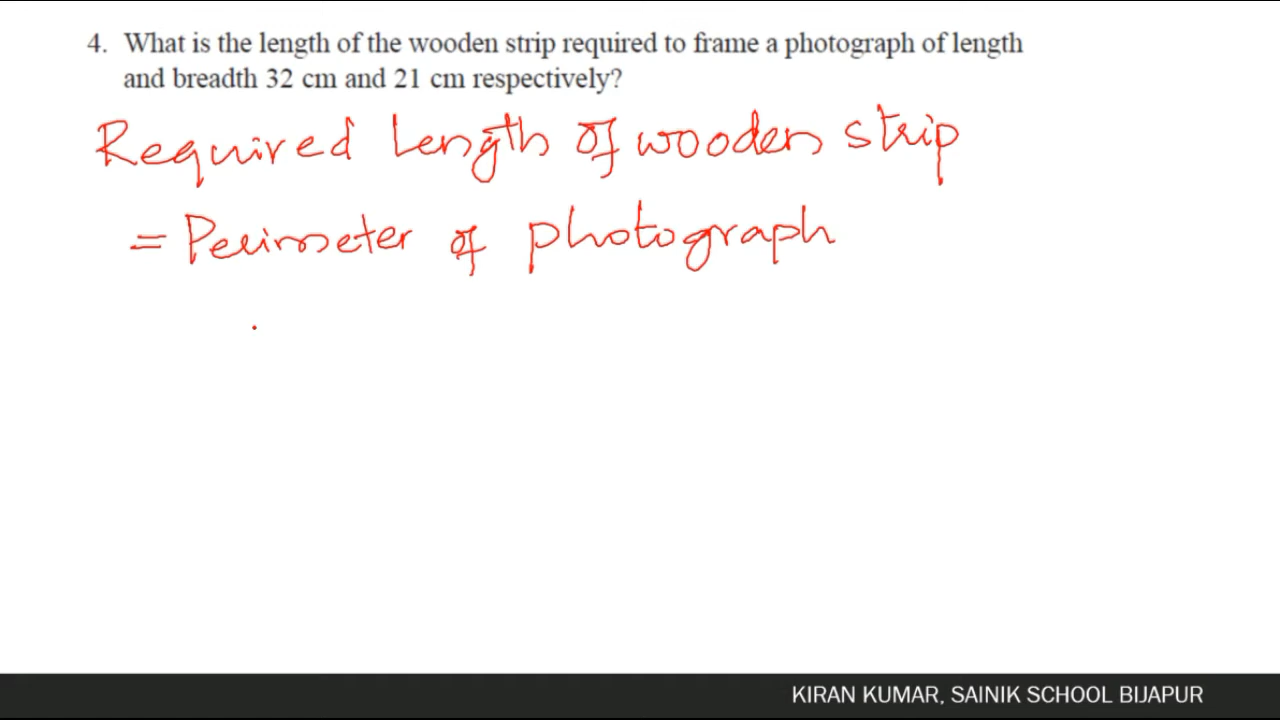 4. What is the length of the wooden strip required to frame a photograph of length
and breadth 32 cm and 21 cm respectively?
Required Length of wooden strip
= Perimeter of photograph
KIRAN KUMAR, SAINIK SCHOOL BIJAPUR